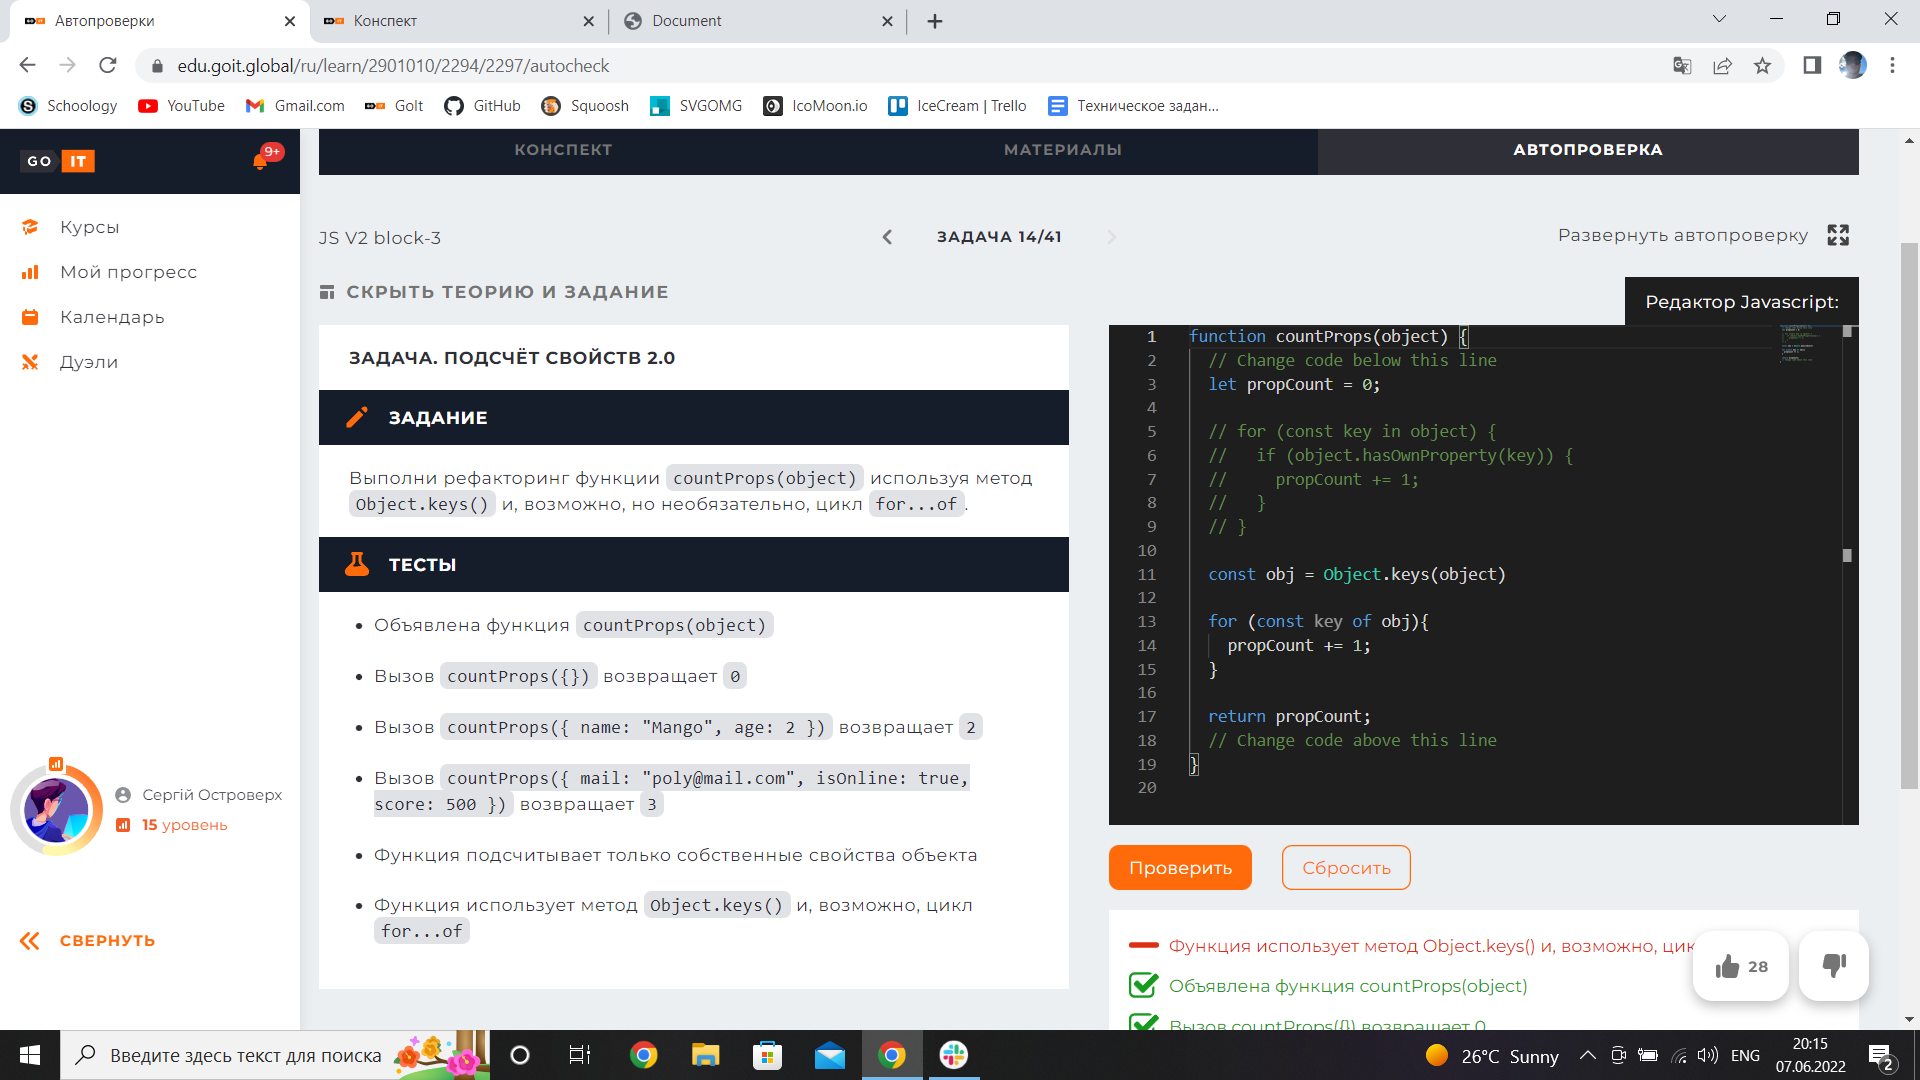 Автопроверки
Конспект
Document
edu.goit.global/ru/learn/2901010/2294/2297/autocheck
Schoology
YouTube
Gmail.com
GoIt
GitHub
Squoosh
SVGOMG
IcoMoon.io
IceCream | Trello
Техническое задан...
GO IT
9+
КОНСПЕКТ
МАТЕРИАЛЫ
АВТОПРОВЕРКА
Курсы
Мой прогресс
Календарь
Дуэли
Сергій Островерх
15 уровень
СВЕРНУТЬ
JS V2 block-3
ЗАДАЧА 14/41
Развернуть автопроверку
СКРЫТЬ ТЕОРИЮ И ЗАДАНИЕ
ЗАДАЧА. ПОДСЧЁТ СВОЙСТВ 2.0
ЗАДАНИЕ
Выполни рефакторинг функции countProps(object) используя метод
Object.keys() и, возможно, но необязательно, цикл for...of.
ТЕСТЫ
Объявлена функция countProps(object)
Вызов countProps({}) возвращает 0
Вызов countProps({ name: "Mango", age: 2 }) возвращает 2
Вызов countProps({ mail: "poly@mail.com", isOnline: true,
score: 500 }) возвращает 3
Функция подсчитывает только собственные свойства объекта
Функция использует метод Object.keys() и, возможно, цикл
for...of
Редактор Javascript:
1 function countProps(object) {
2 // Change code below this line
3 let propCount = 0;
4
5 // for (const key in object) {
6 //   if (object.hasOwnProperty(key)) {
7 //     propCount += 1;
8 //   }
9 // }
10
11 const obj = Object.keys(object)
12
13 for (const key of obj){
14 propCount += 1;
15 }
16
17 return propCount;
18 // Change code above this line
19 }
20
Проверить
Сбросить
Функция использует метод Object.keys() и, возможно, цик
Объявлена функция countProps(object)
Вызов countProps({}) возвращает 0
28
Введите здесь текст для поиска
26°C Sunny
ENG
20:15
07.06.2022
2